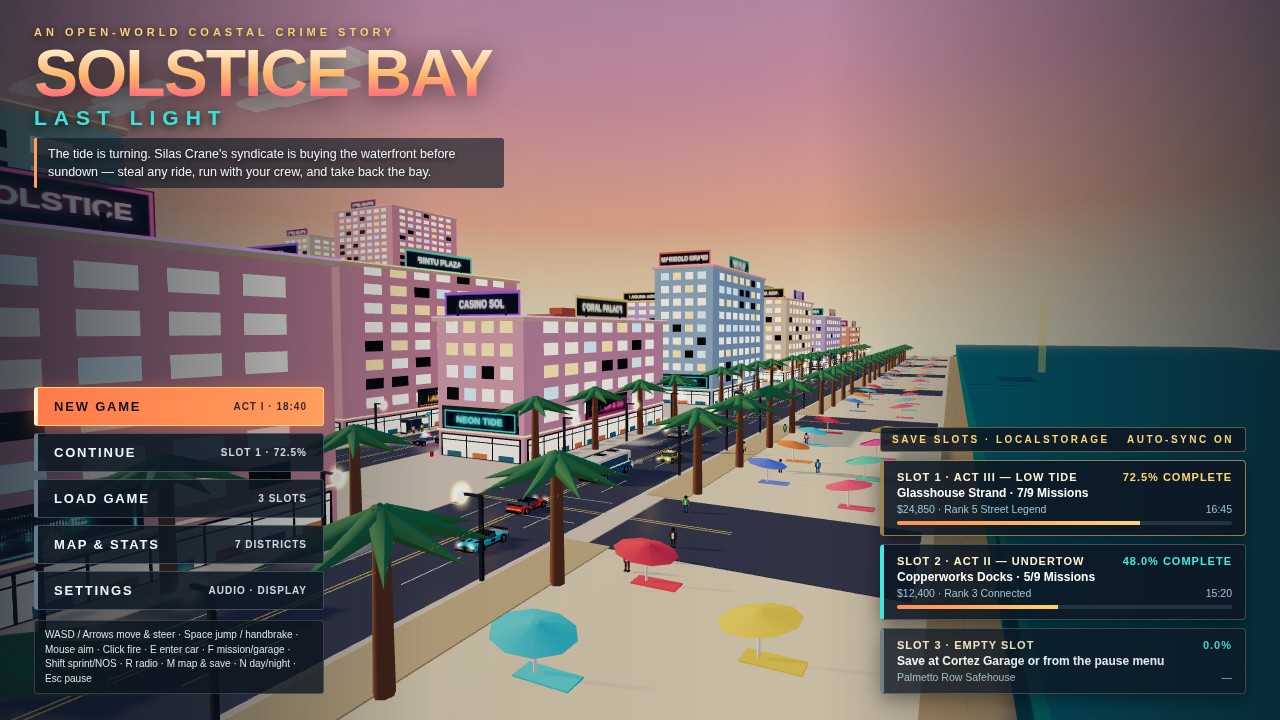 AN OPEN-WORLD COASTAL CRIME STORY
SOLSTICE BAY
LAST LIGHT
The tide is turning. Silas Crane's syndicate is buying the waterfront before
sundown — steal any ride, run with your crew, and take back the bay.
SOLSTICE
CASINO SOL
CORAL PALACE
NEON TIDE
NEW GAME ACT I · 18:40
CONTINUE SLOT 1 · 72.5%
LOAD GAME 3 SLOTS
MAP & STATS 7 DISTRICTS
SETTINGS AUDIO · DISPLAY
WASD / Arrows move & steer · Space jump / handbrake ·
Mouse aim · Click fire · E enter car · F mission/garage ·
Shift sprint/NOS · R radio · M map & save · N day/night ·
Esc pause
SAVE SLOTS · LOCALSTORAGE AUTO-SYNC ON
SLOT 1 · ACT III — LOW TIDE 72.5% COMPLETE
Glasshouse Strand · 7/9 Missions
$24,850 · Rank 5 Street Legend 16:45
SLOT 2 · ACT II — UNDERTOW 48.0% COMPLETE
Copperworks Docks · 5/9 Missions
$12,400 · Rank 3 Connected 15:20
SLOT 3 · EMPTY SLOT 0.0%
Save at Cortez Garage or from the pause menu
Palmetto Row Safehouse —